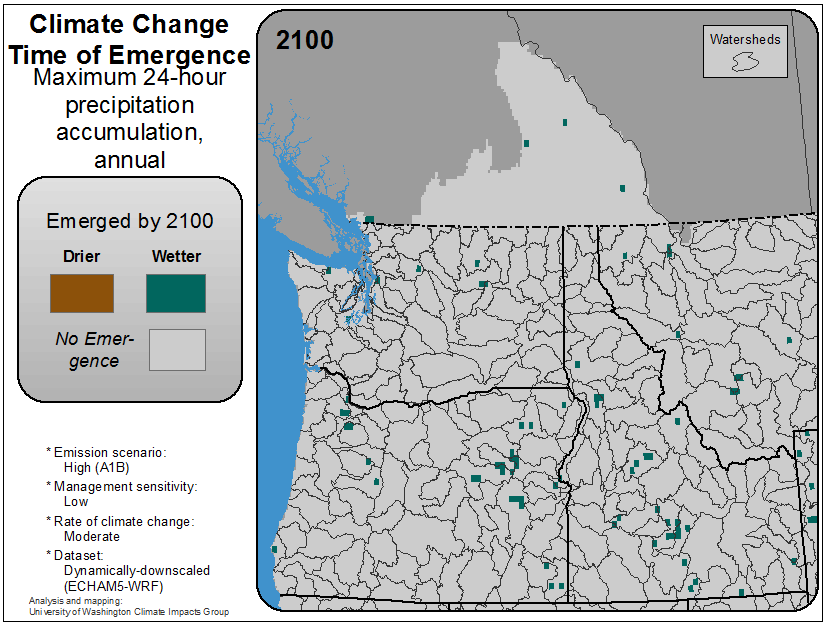 Climate Change
Time of Emergence
Maximum 24-hour
precipitation
accumulation,
annual
2100
Watersheds
Emerged by 2100
Drier
Wetter
No Emer-
gence
* Emission scenario:
High (A1B)
* Management sensitivity:
Low
* Rate of climate change:
Moderate
* Dataset:
Dynamically-downscaled
(ECHAM5-WRF)
Analysis and mapping:
University of Washington Climate Impacts Group